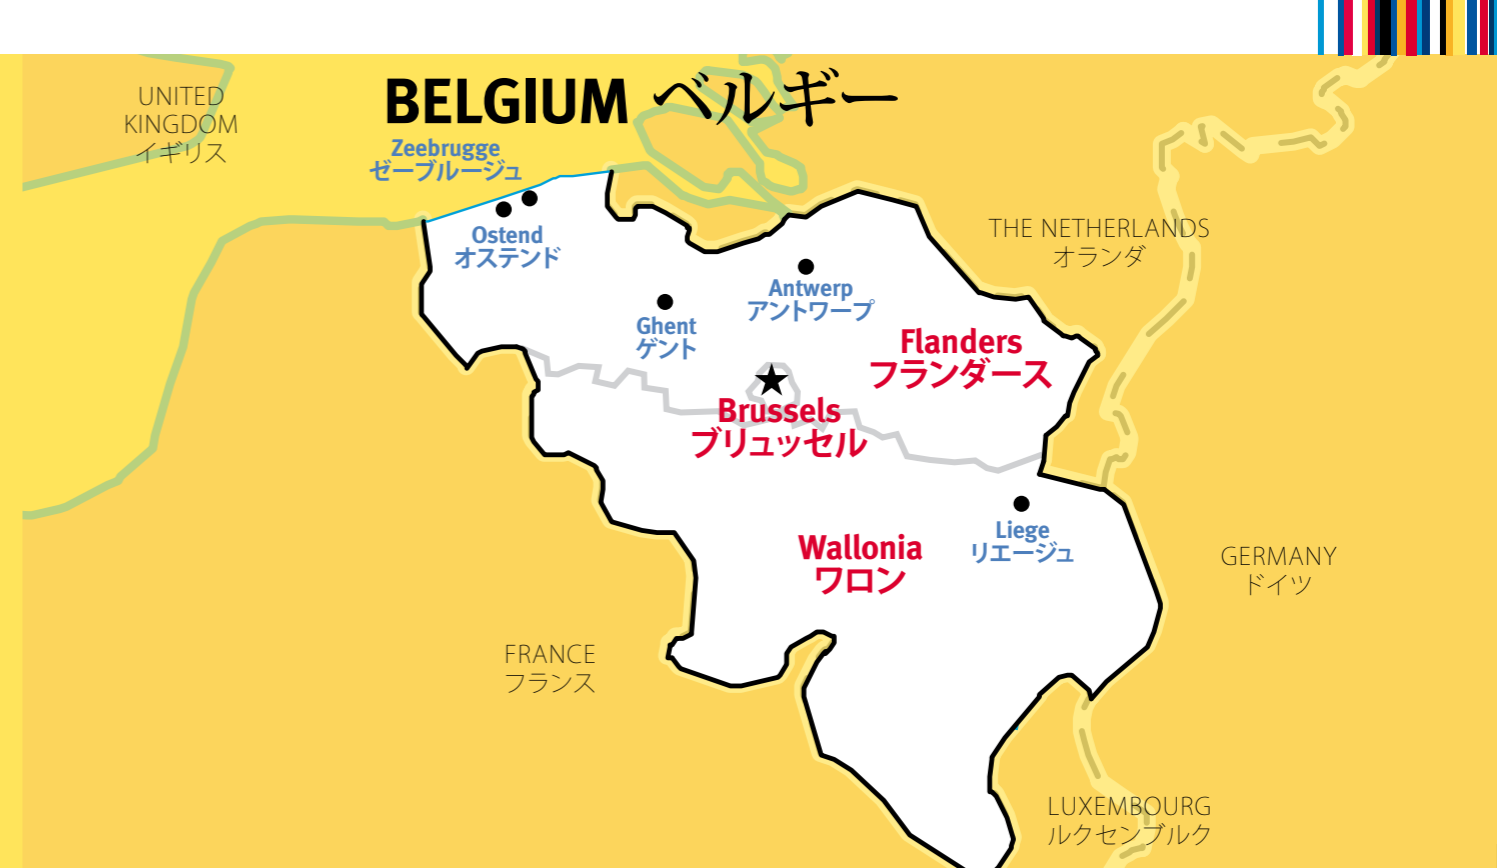 BELGIUM ベルギー
UNITED
KINGDOM
イギリス
Zeebrugge
ゼーブルージュ
Ostend
オステンド
THE NETHERLANDS
オランダ
Antwerp
アントワープ
Ghent
ゲント
Flanders
フランダース
Brussels
ブリュッセル
Liege
リエージュ
Wallonia
ワロン
GERMANY
ドイツ
FRANCE
フランス
LUXEMBOURG
ルクセンブルク